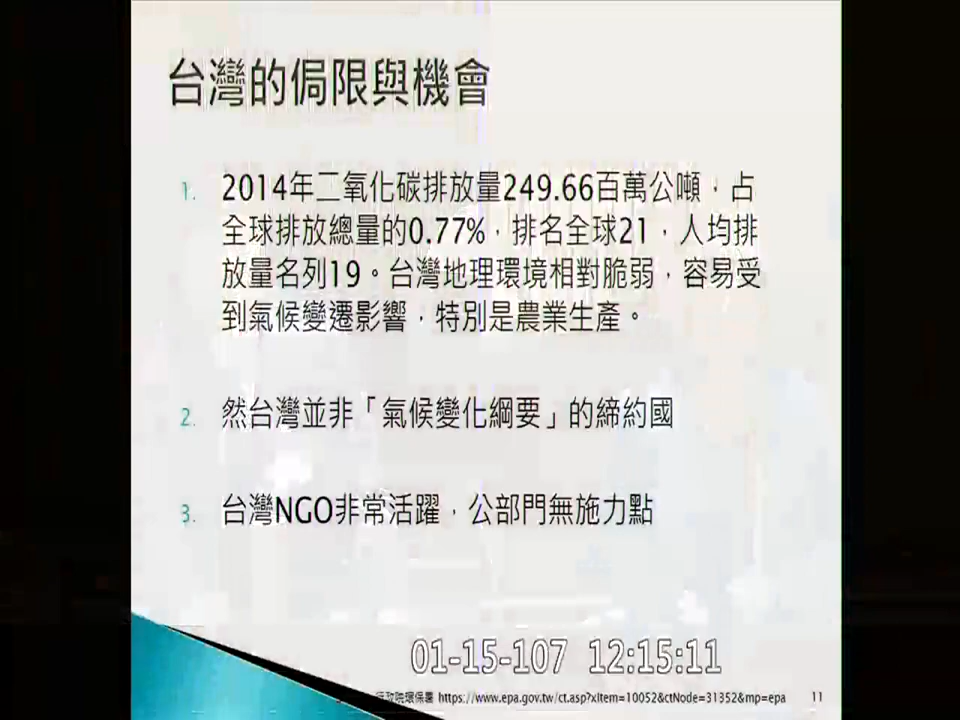 台灣的侷限與機會
1. 2014年二氧化碳排放量249.66百萬公噸，占
全球排放總量的0.77%，排名全球21，人均排
放量名列19。台灣地理環境相對脆弱，容易受
到氣候變遷影響，特別是農業生產。
2. 然台灣並非「氣候變化綱要」的締約國
3. 台灣NGO非常活躍，公部門無施力點
01-15-107 12:15:11
行政院環保署 https://www.epa.gov.tw/ct.asp?xItem=10052&ctNode=31352&mp=epa 11